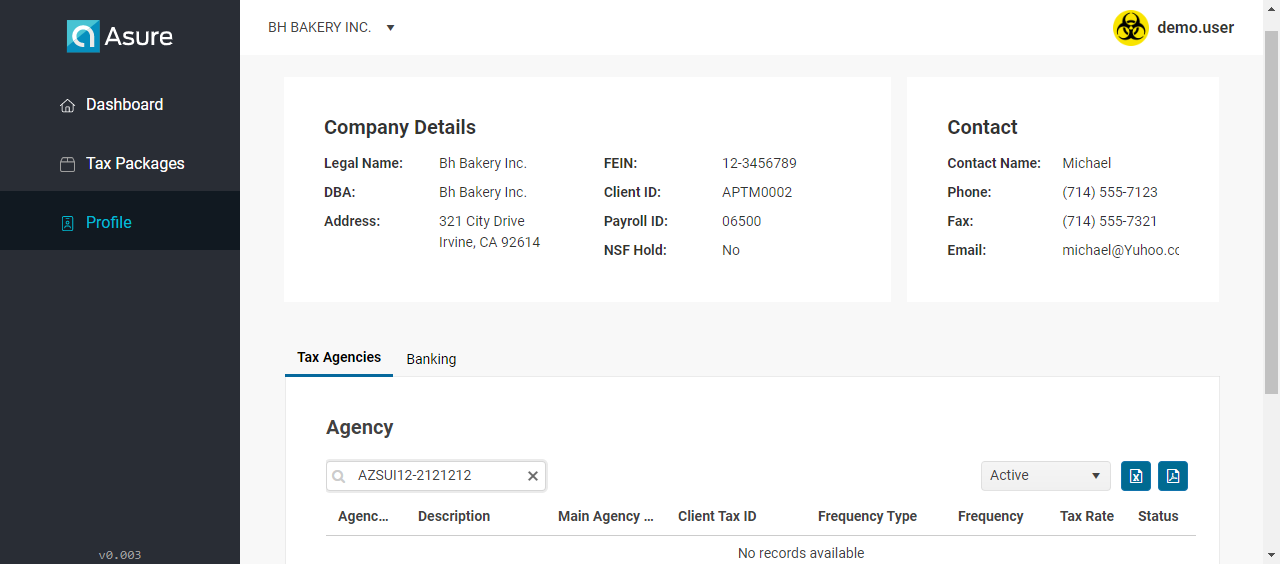 Asure
BH BAKERY INC.
demo.user
Dashboard
Tax Packages
Profile
v0.003
Company Details
Legal Name: Bh Bakery Inc. FEIN: 12-3456789
DBA: Bh Bakery Inc. Client ID: APTM0002
Address: 321 City Drive Payroll ID: 06500
Irvine, CA 92614
NSF Hold: No
Contact
Contact Name: Michael
Phone: (714) 555-7123
Fax: (714) 555-7321
Email: michael@Yuhoo.cc
Tax Agencies Banking
Agency
AZSUI12-2121212
Active
Agenc... Description Main Agency ... Client Tax ID Frequency Type Frequency Tax Rate Status
No records available